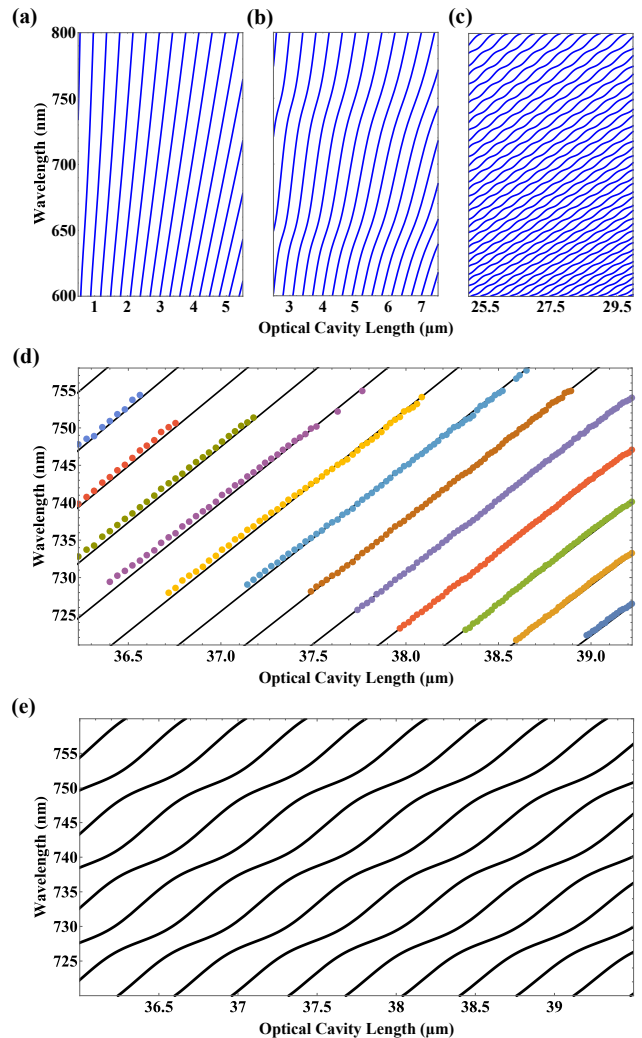 (a)
(b)
(c)
800
750
700
650
600
Wavelength (nm)
1 2 3 4 5
3 4 5 6 7
25.5 27.5 29.5
Optical Cavity Length (µm)
(d)
755
750
745
740
735
730
725
Wavelength (nm)
36.5 37.0 37.5 38.0 38.5 39.0
Optical Cavity Length (µm)
(e)
755
750
745
739
735
730
725
Wavelength (nm)
36.5 37 37.5 38 38.5 39
Optical Cavity Length (µm)